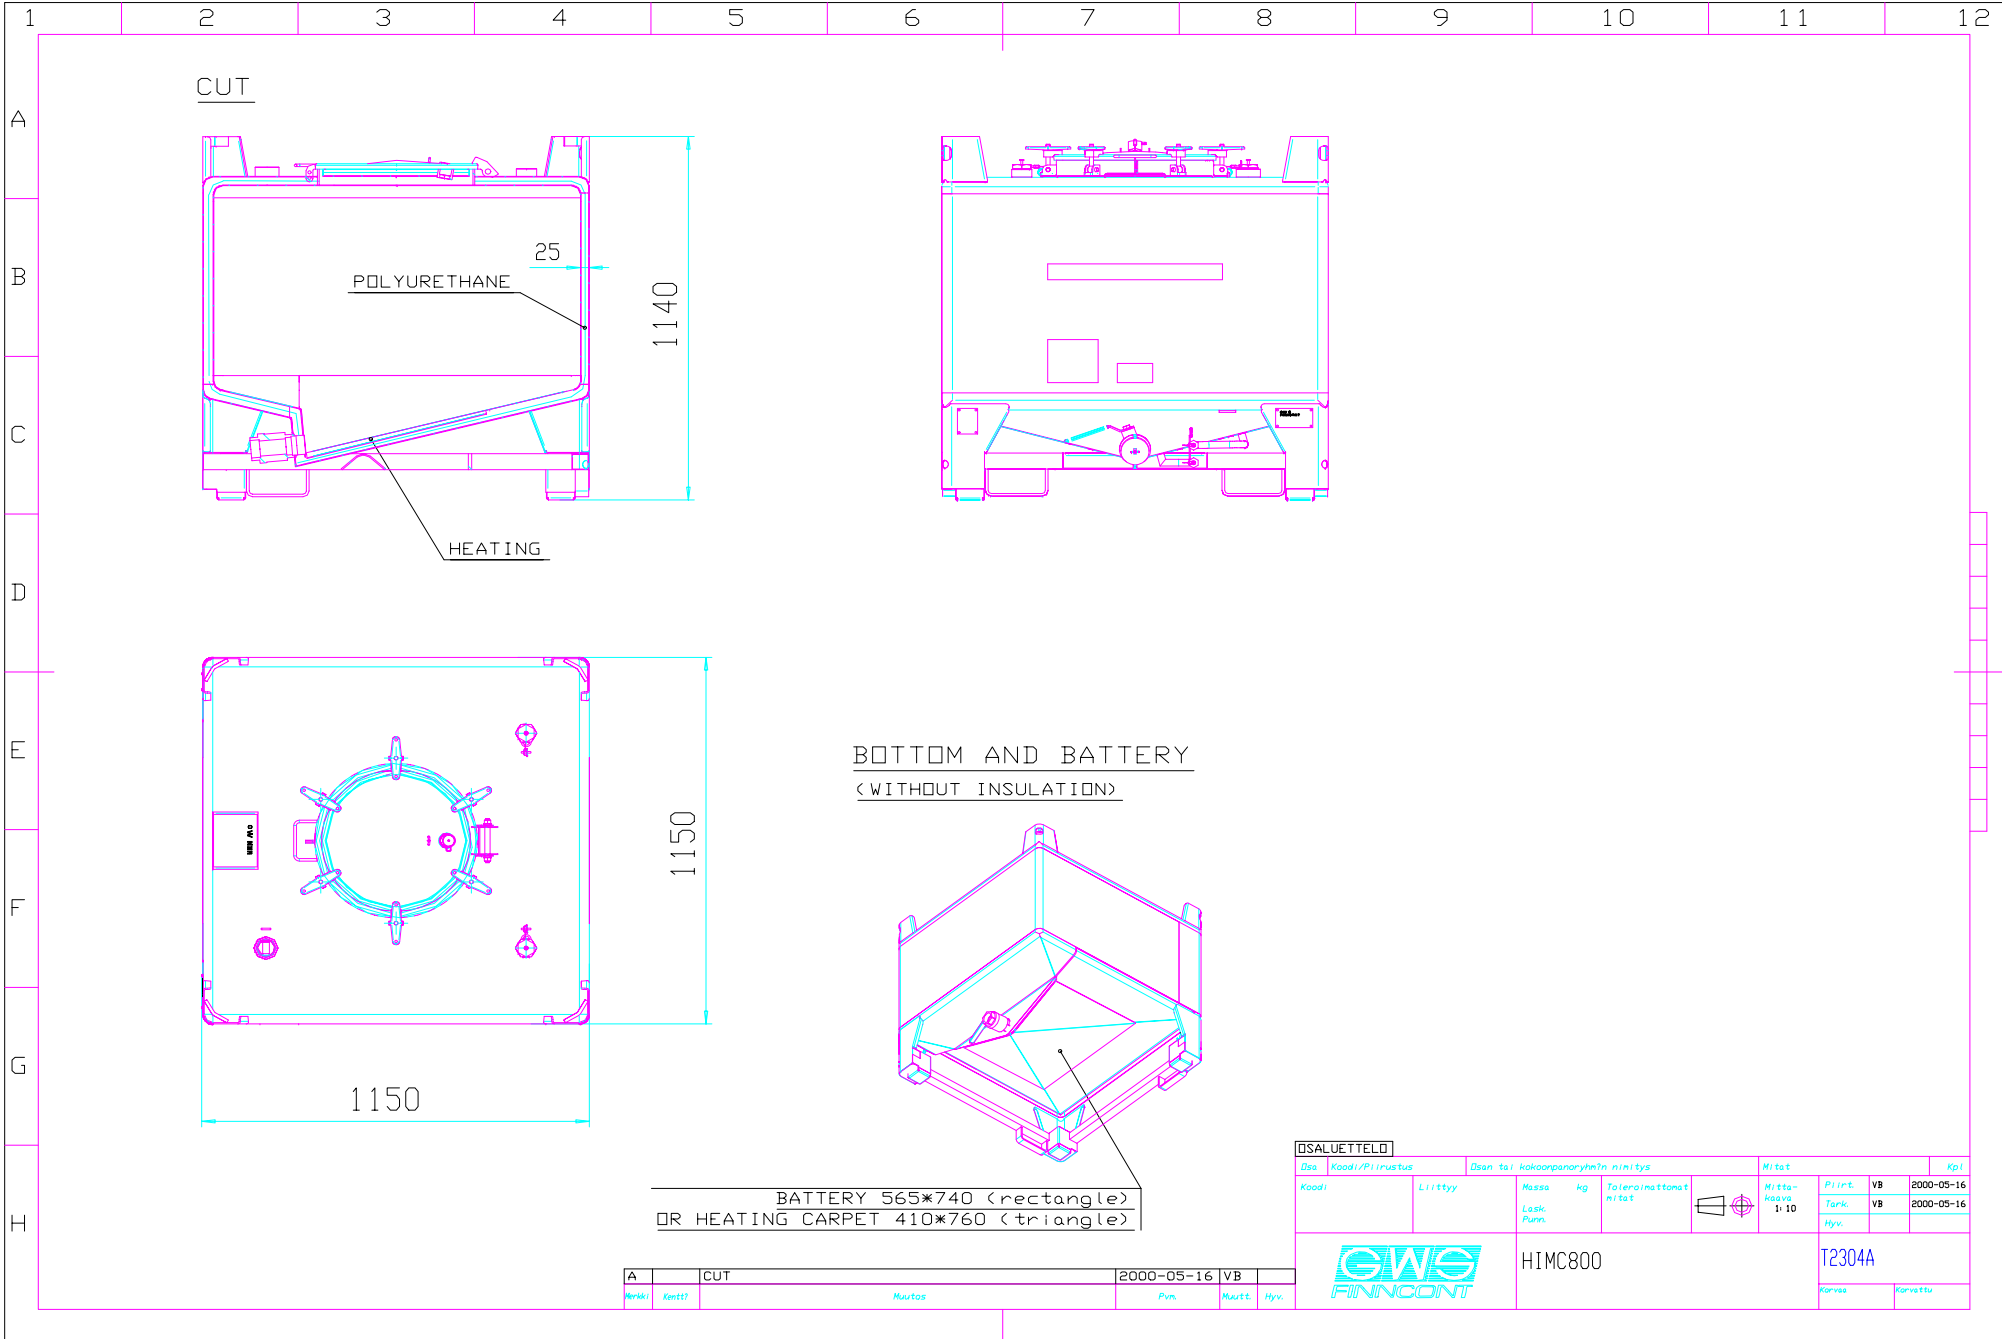 1 2 3 4 5 6 7 8 9 10 11 12
A
B
C
D
E
F
G
H
CUT
25
POLYURETHANE
1140
HEATING
1150
1150
BOTTOM AND BATTERY
(WITHOUT INSULATION)
BATTERY 565*740 (rectangle)
OR HEATING CARPET 410*760 (triangle)
OSALUETTELO
Osa Koodi/Piirustus Osan tai kokoonpanoryhm?n nimitys Mitat Kpl
Koodi Liittyy Massa kg Toleroimattomat Mitta- Piirt. VB 2000-05-16
mitat kaava
Lask. 1:10 Tark. VB 2000-05-16
Punn. Hyv.
GWS
FINNCONT
HIMC800
T2304A
Korvaa Korvattu
A CUT 2000-05-16 VB
Merkki Kentt? Muutos Pvm. Muutt. Hyv.